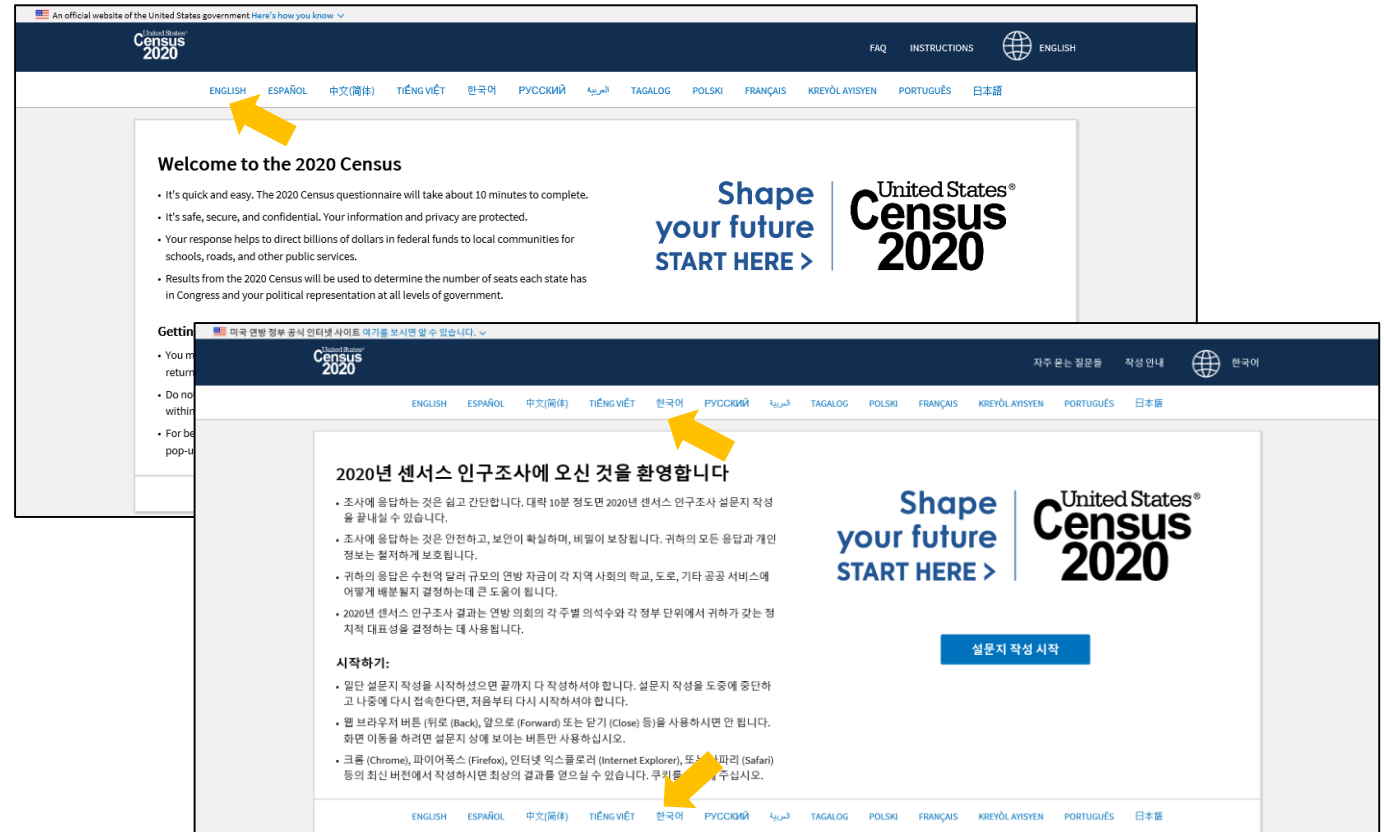 An official website of the United States government Here's how you know
United States®
Census
2020
FAQ INSTRUCTIONS ENGLISH
ENGLISH ESPAÑOL 中文(简体) TIẾNG VIỆT 한국어 РУССКИЙ العربية TAGALOG POLSKI FRANÇAIS KREYÒL AYISYEN PORTUGUÊS 日本語
Welcome to the 2020 Census
• It's quick and easy. The 2020 Census questionnaire will take about 10 minutes to complete.
• It's safe, secure, and confidential. Your information and privacy are protected.
• Your response helps to direct billions of dollars in federal funds to local communities for
schools, roads, and other public services.
• Results from the 2020 Census will be used to determine the number of seats each state has
in Congress and your political representation at all levels of government.
Shape
your future
START HERE >
United States®
Census
2020
Gettin
• You m
return
• Do no
within
• For be
pop-u
미국 연방 정부 공식 인터넷 사이트 여기를 보시면 알 수 있습니다.
United States®
Census
2020
자주 묻는 질문들 작성 안내 한국어
ENGLISH ESPAÑOL 中文(简体) TIẾNG VIỆT 한국어 РУССКИЙ العربية TAGALOG POLSKI FRANÇAIS KREYÒL AYISYEN PORTUGUÊS 日本語
2020년 센서스 인구조사에 오신 것을 환영합니다
• 조사에 응답하는 것은 쉽고 간단합니다. 대략 10분 정도면 2020년 센서스 인구조사 설문지 작성
을 끝내실 수 있습니다.
• 조사에 응답하는 것은 안전하고, 보안이 확실하며, 비밀이 보장됩니다. 귀하의 모든 응답과 개인
정보는 철저하게 보호됩니다.
• 귀하의 응답은 수천억 달러 규모의 연방 자금이 각 지역 사회의 학교, 도로, 기타 공공 서비스에
어떻게 배분될지 결정하는데 큰 도움이 됩니다.
• 2020년 센서스 인구조사 결과는 연방 의회의 각 주별 의석수와 각 정부 단위에서 귀하가 갖는 정
치적 대표성을 결정하는 데 사용됩니다.
Shape
your future
START HERE >
United States®
Census
2020
설문지 작성 시작
시작하기:
• 일단 설문지 작성을 시작하셨으면 끝까지 다 작성하셔야 합니다. 설문지 작성을 도중에 중단하
고 나중에 다시 접속한다면, 처음부터 다시 시작하셔야 합니다.
• 웹 브라우저 버튼 (뒤로 (Back), 앞으로 (Forward) 또는 닫기 (Close) 등)을 사용하시면 안 됩니다.
화면 이동을 하려면 설문지 상에 보이는 버튼만 사용하십시오.
• 크롬 (Chrome), 파이어폭스 (Firefox), 인터넷 익스플로러 (Internet Explorer), 파리 (Safari)
등의 최신 버전에서 작성하시면 최상의 결과를 얻으실 수 있습니다. 주십시오.
ENGLISH ESPAÑOL 中文(简体) TIẾNG VIỆT 한국어 РУССКИЙ العربية TAGALOG POLSKI FRANÇAIS KREYÒL AYISYEN PORTUGUÊS 日本語